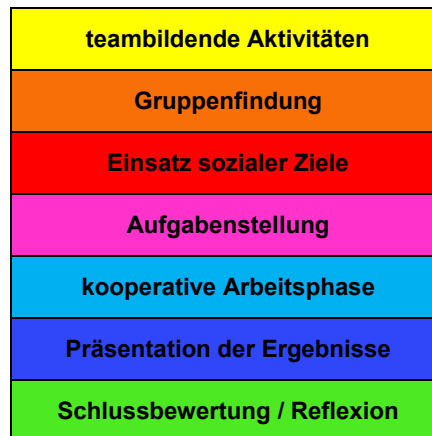 teambildende Aktivitäten
Gruppenfindung
Einsatz sozialer Ziele
Aufgabenstellung
kooperative Arbeitsphase
Präsentation der Ergebnisse
Schlussbewertung / Reflexion